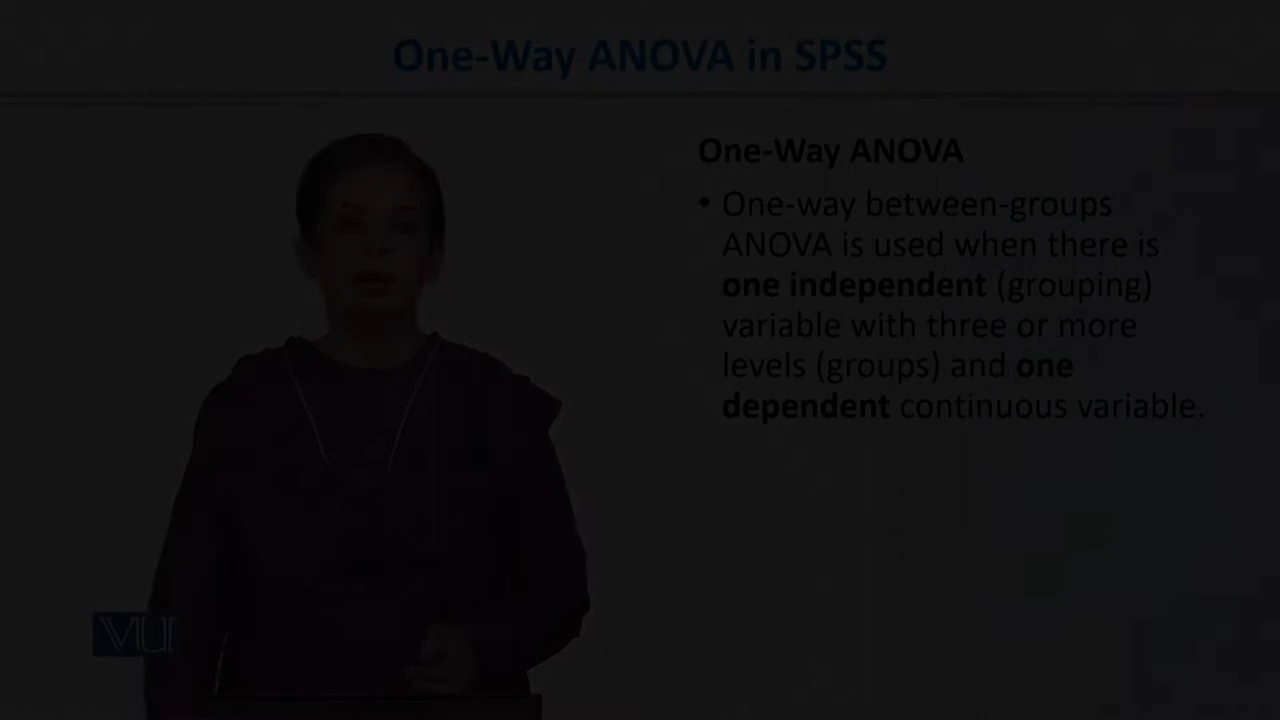 One-Way ANOVA in SPSS
One-Way ANOVA
• One-way between-groups
ANOVA is used when there is
one independent (grouping)
variable with three or more
levels (groups) and one
dependent continuous variable.
VU